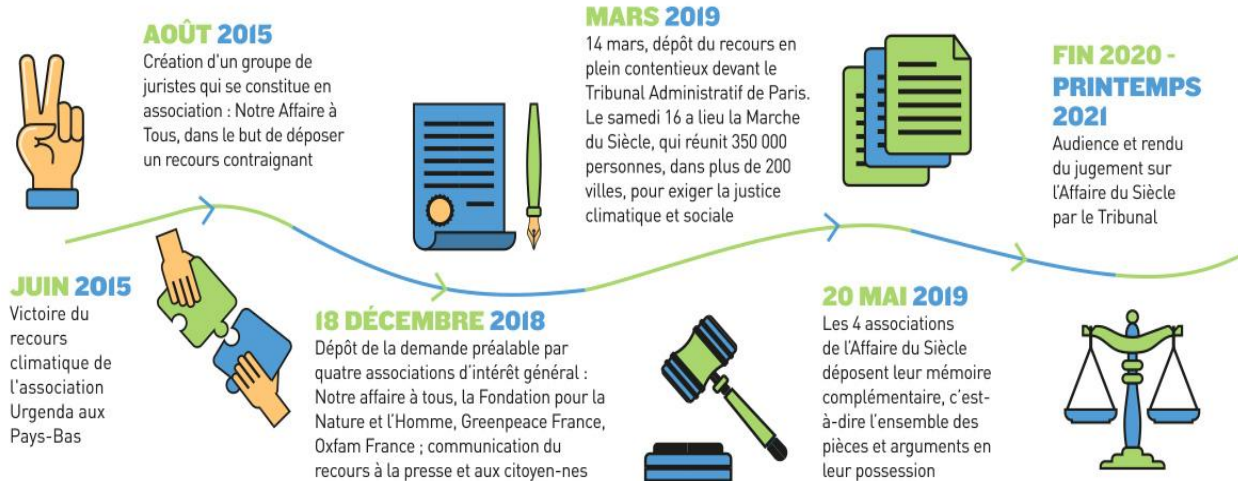 JUIN 2015
Victoire du
recours
climatique de
l'association
Urgenda aux
Pays-Bas
AOÛT 2015
Création d'un groupe de
juristes qui se constitue en
association : Notre Affaire à
Tous, dans le but de déposer
un recours contraignant
18 DÉCEMBRE 2018
Dépôt de la demande préalable par
quatre associations d'intérêt général :
Notre affaire à tous, la Fondation pour la
Nature et l'Homme, Greenpeace France,
Oxfam France ; communication du
recours à la presse et aux citoyen-nes
MARS 2019
14 mars, dépôt du recours en
plein contentieux devant le
Tribunal Administratif de Paris.
Le samedi 16 a lieu la Marche
du Siècle, qui réunit 350 000
personnes, dans plus de 200
villes, pour exiger la justice
climatique et sociale
20 MAI 2019
Les 4 associations
de l'Affaire du Siècle
déposent leur mémoire
complémentaire, c'est-
à-dire l'ensemble des
pièces et arguments en
leur possession
FIN 2020 -
PRINTEMPS
2021
Audience et rendu
du jugement sur
l'Affaire du Siècle
par le Tribunal